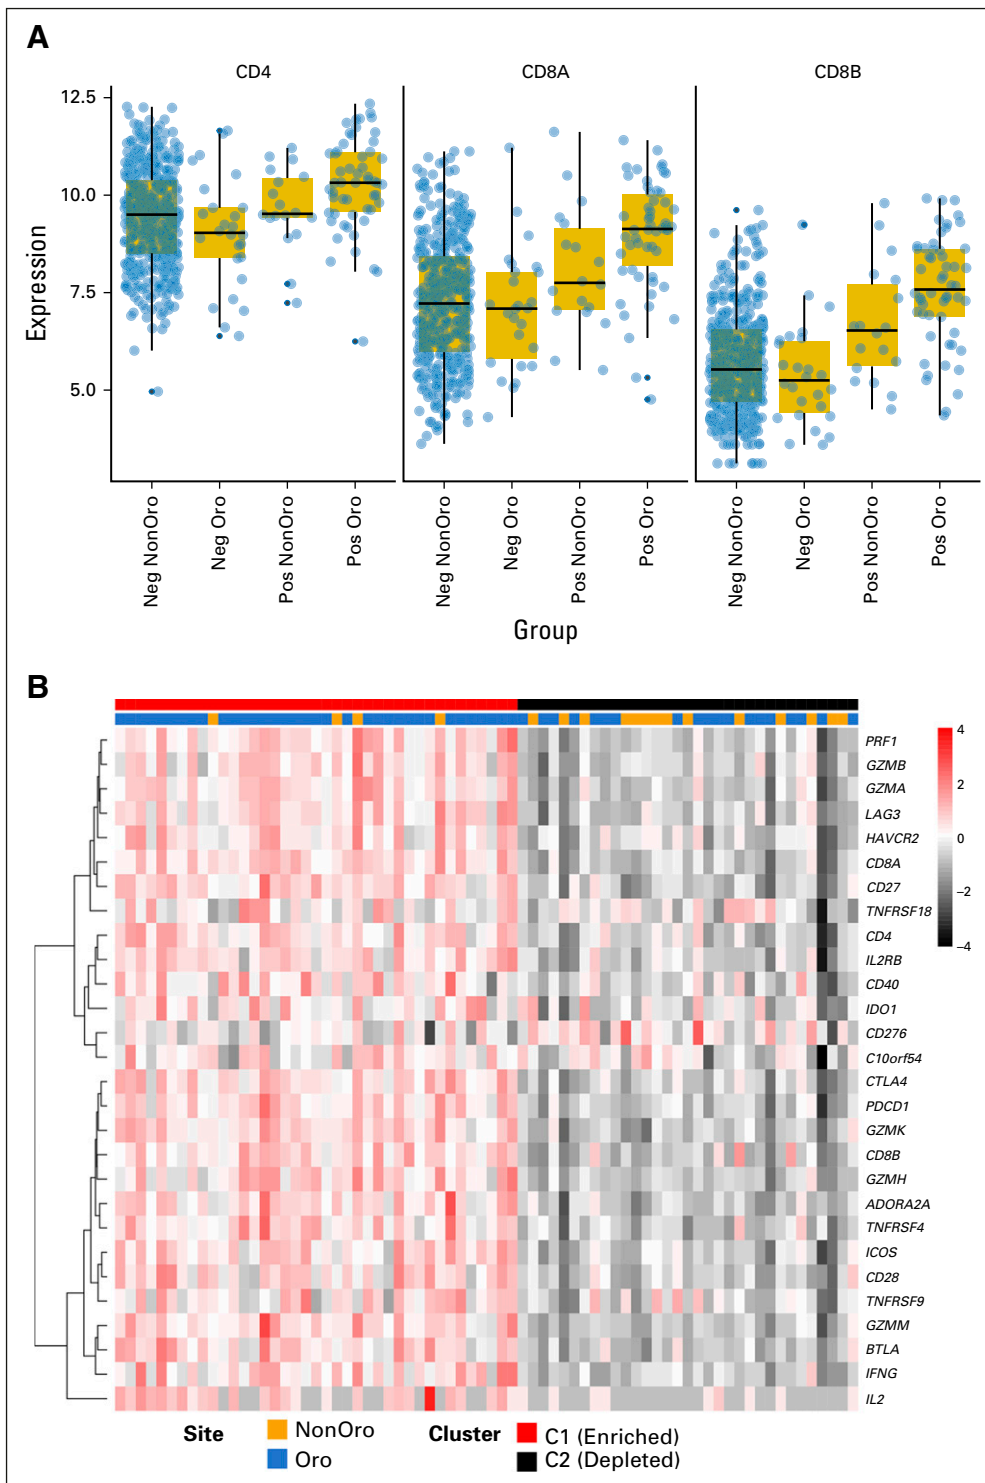 A
CD4 CD8A CD8B
12.5
10.0
7.5
5.0
Expression
Neg NonOro Neg Oro Pos NonOro Pos Oro Neg NonOro Neg Oro Pos NonOro Pos Oro Neg NonOro Neg Oro Pos NonOro Pos Oro
Group
B
4
2
0
−2
−4
PRF1
GZMB
GZMA
LAG3
HAVCR2
CD8A
CD27
TNFRSF18
CD4
IL2RB
CD40
IDO1
CD276
C10orf54
CTLA4
PDCD1
GZMK
CD8B
GZMH
ADORA2A
TNFRSF4
ICOS
CD28
TNFRSF9
GZMM
BTLA
IFNG
IL2
Site NonOro Cluster C1 (Enriched)
Oro C2 (Depleted)